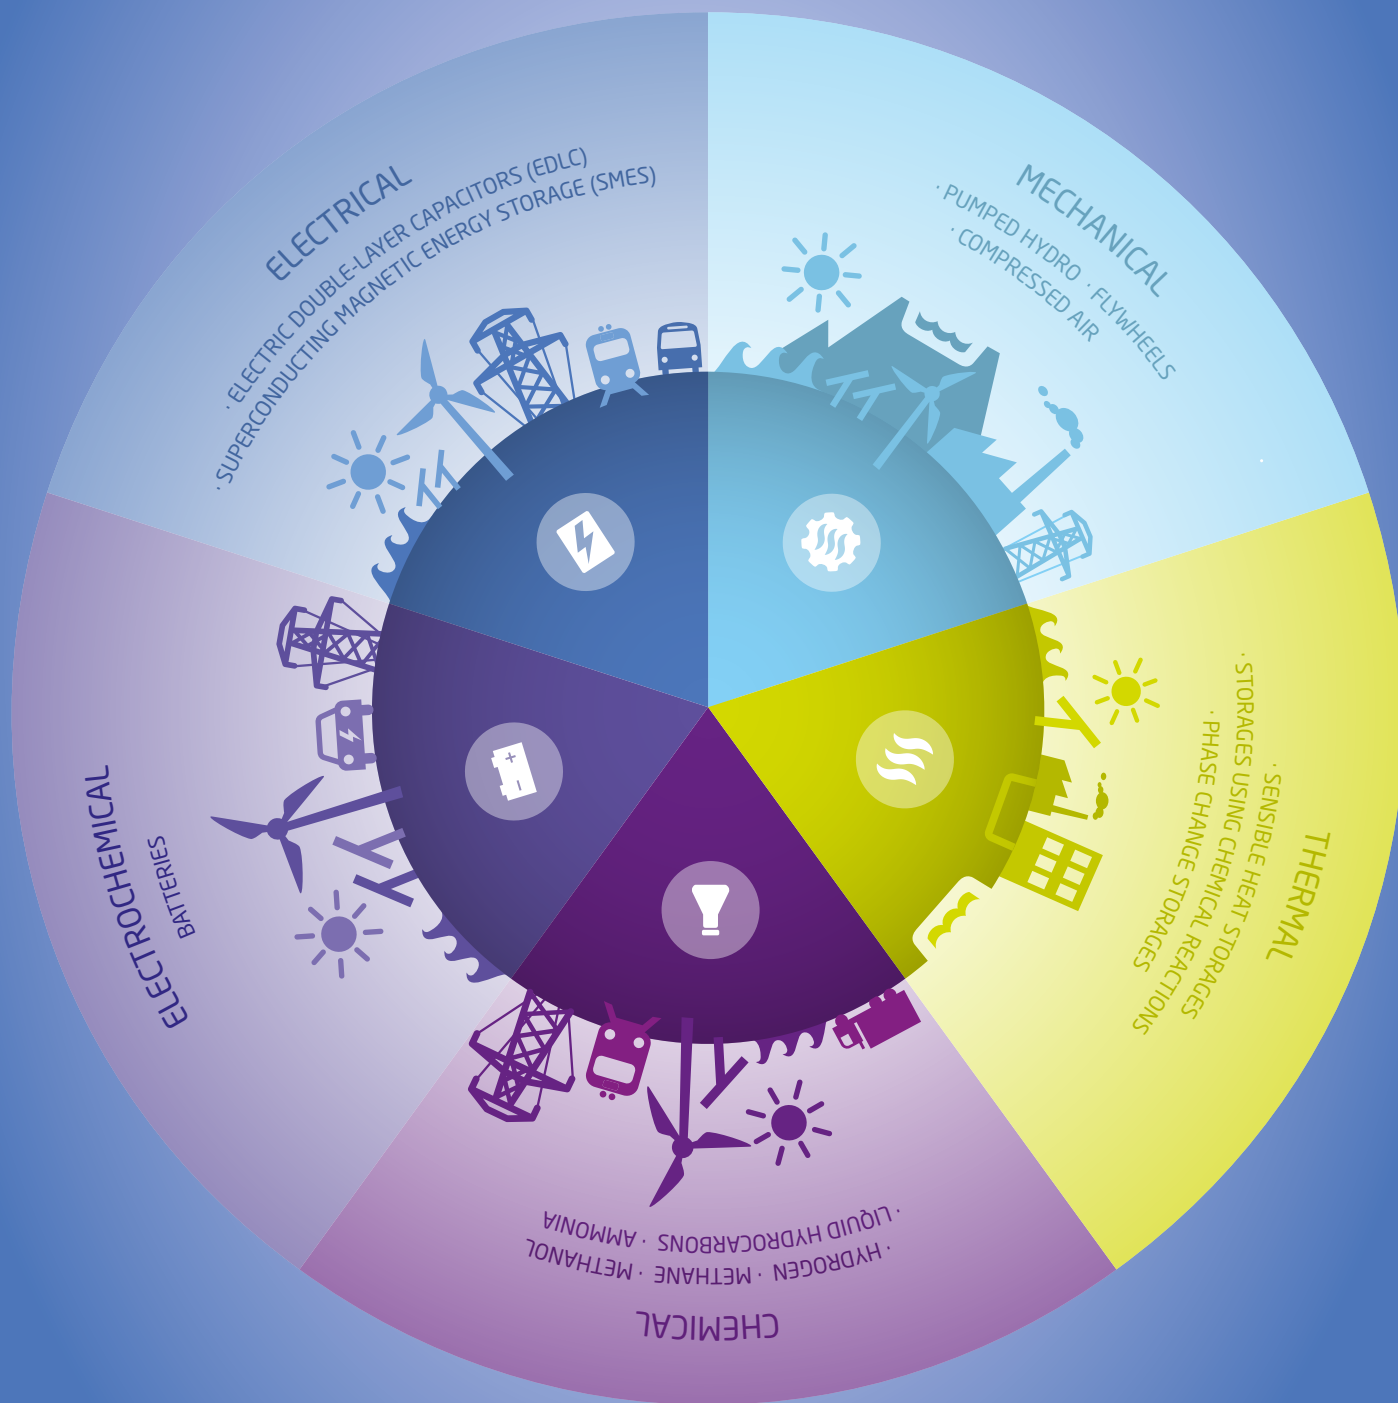 ELECTRICAL
· ELECTRIC DOUBLE-LAYER CAPACITORS (EDLC)
· SUPERCONDUCTING MAGNETIC ENERGY STORAGE (SMES)
MECHANICAL
· PUMPED HYDRO · FLYWHEELS
· COMPRESSED AIR
THERMAL
· SENSIBLE HEAT STORAGES
· STORAGES USING CHEMICAL REACTIONS
· PHASE CHANGE STORAGES
CHEMICAL
· HYDROGEN · METHANE · METHANOL
· LIQUID HYDROCARBONS · AMMONIA
ELECTROCHEMICAL
BATTERIES